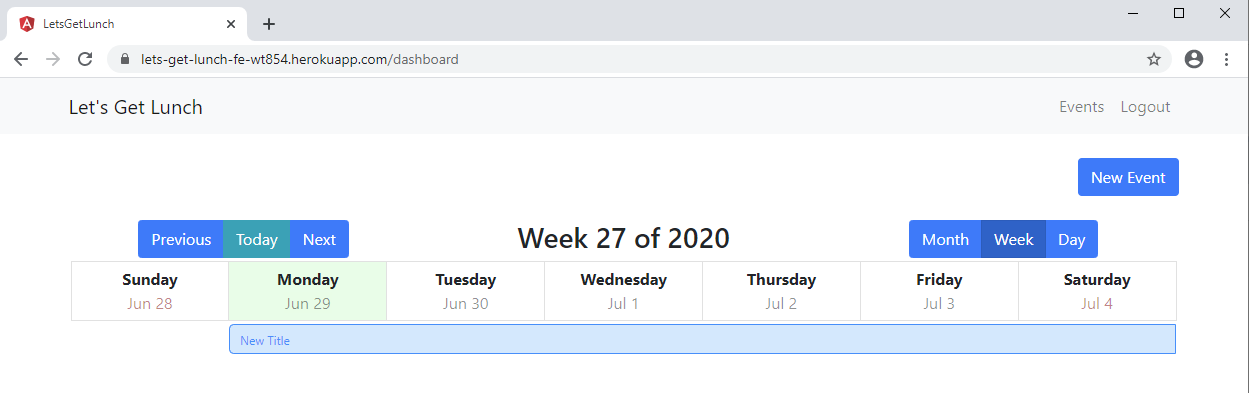 LetsGetLunch
lets-get-lunch-fe-wt854.herokuapp.com/dashboard
Let's Get Lunch Events Logout
New Event
Previous Today Next Week 27 of 2020 Month Week Day
Sunday Monday Tuesday Wednesday Thursday Friday Saturday
Jun 28 Jun 29 Jun 30 Jul 1 Jul 2 Jul 3 Jul 4
New Title